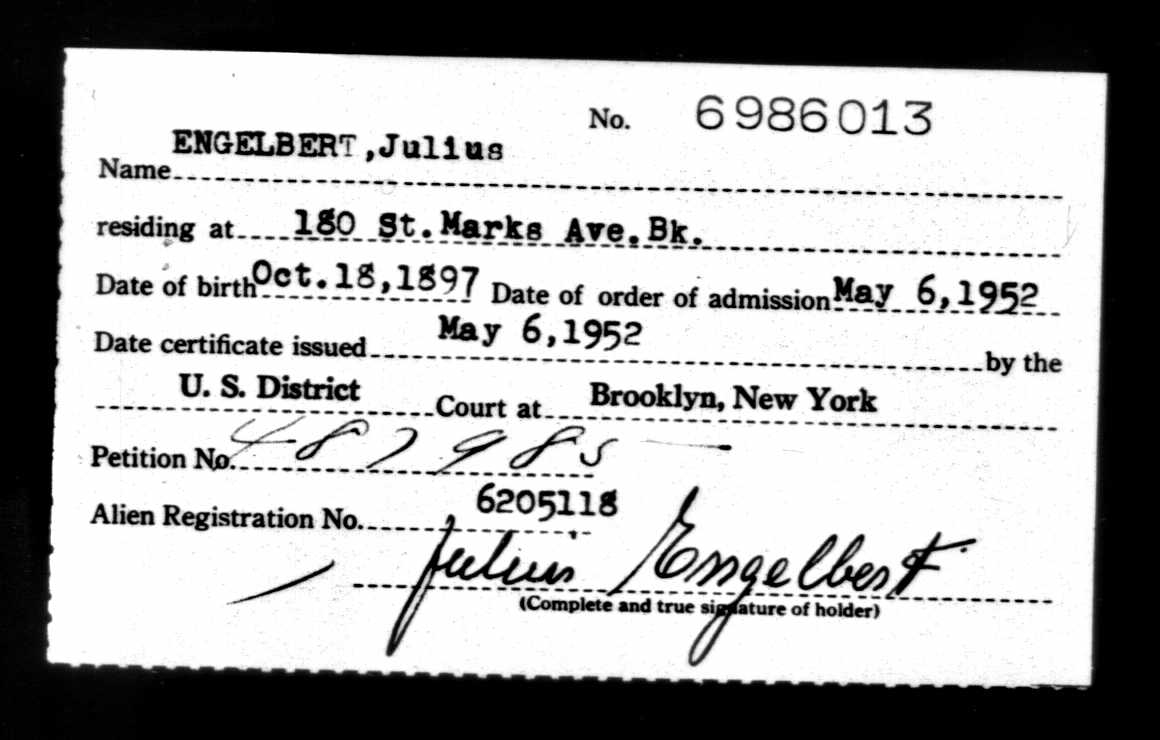 No. 6986013
ENGELBERT,Julius
Name
residing at 180 St.Marks Ave.Bk.
Date of birth Oct.18,1897 Date of order of admission May 6,1952
Date certificate issued May 6,1952 by the
U. S. District Court at Brooklyn, New York
Petition No. 487985
Alien Registration No. 6205118
Julius Engelbert
(Complete and true signature of holder)